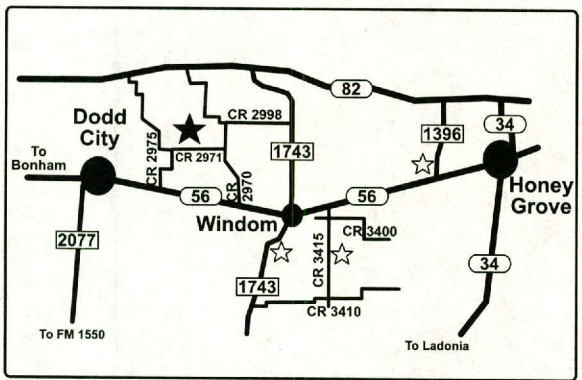 82
Dodd
City
CR 2998
34
1396
To
Bonham
CR 2975
CR 2971
1743
CR 2970
56
56
Honey
Grove
Windom
CR 3400
2077
CR 3415
34
1743
CR 3410
To FM 1550
To Ladonia